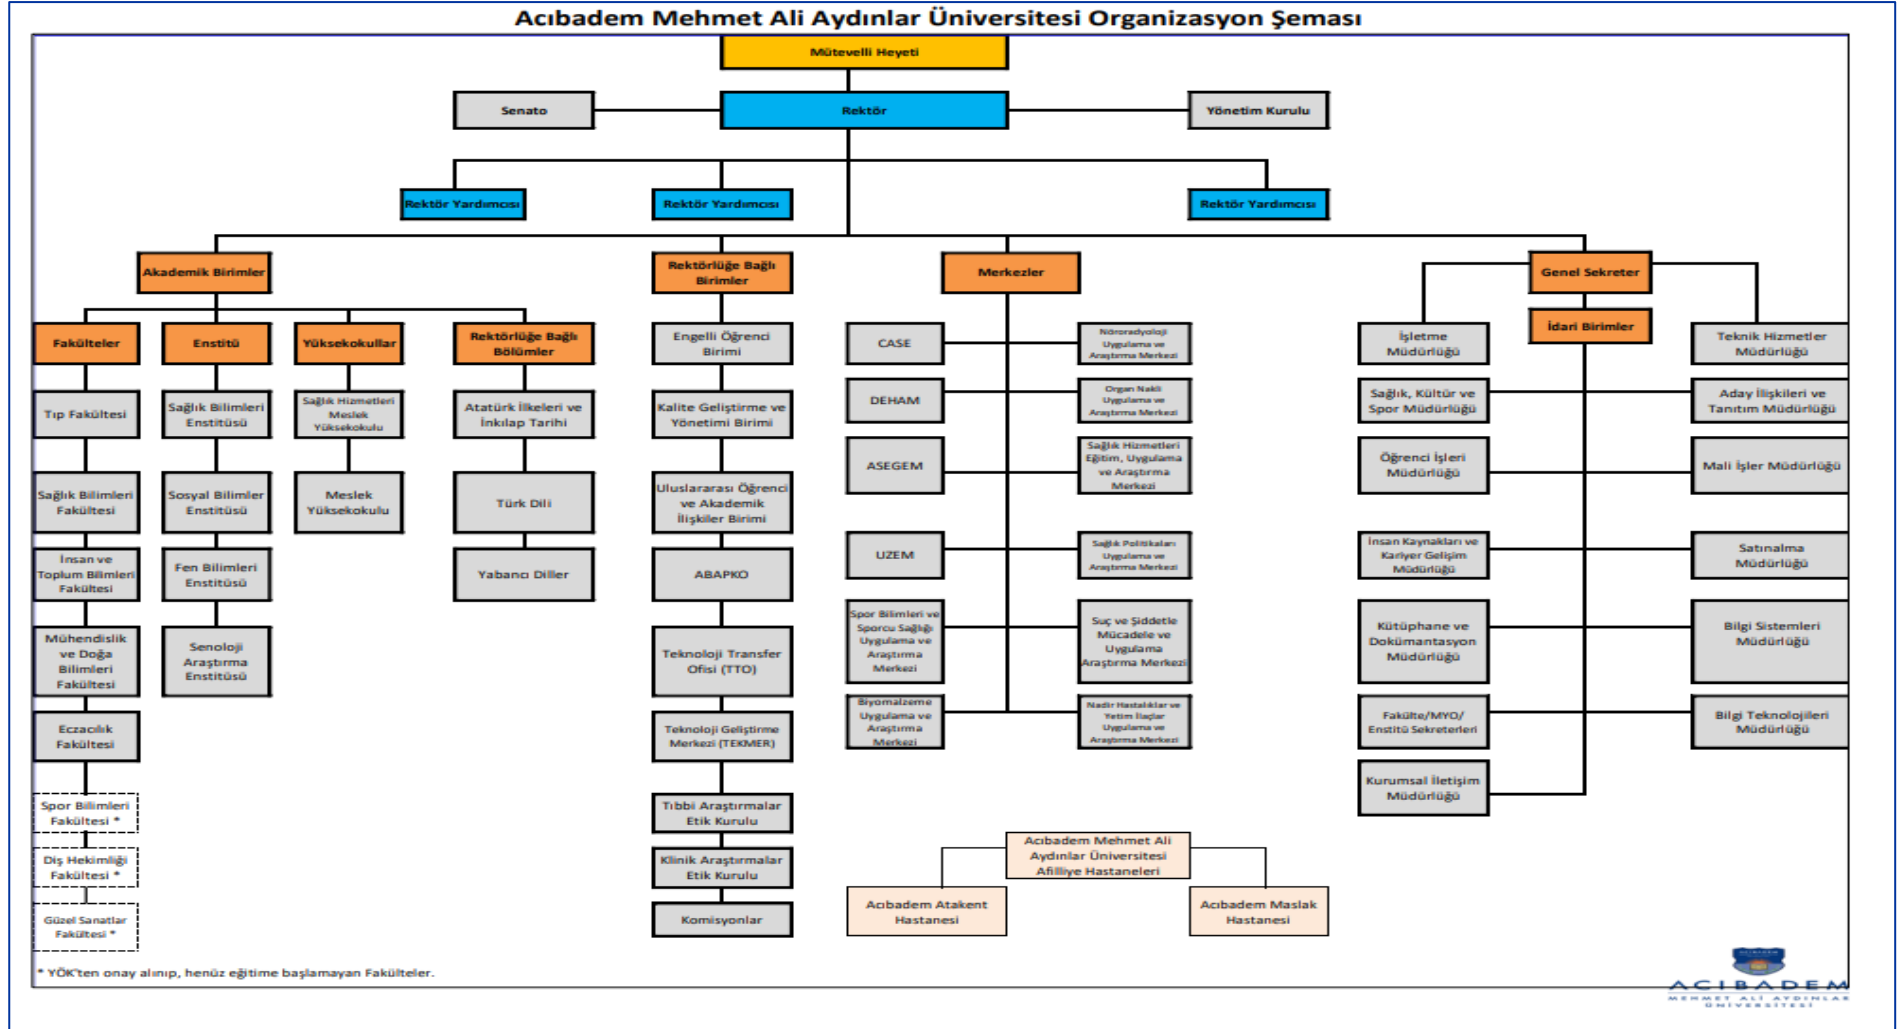 Acıbadem Mehmet Ali Aydınlar Üniversitesi Organizasyon Şeması
Mütevelli Heyeti
Senato
Rektör
Yönetim Kurulu
Rektör Yardımcısı
Rektör Yardımcısı
Rektör Yardımcısı
Akademik Birimler
Rektörlüğe Bağlı
Birimler
Merkezler
Genel Sekreter
İdari Birimler
Fakülteler
Enstitü
Yüksekokullar
Rektörlüğe Bağlı
Bölümler
Tıp Fakültesi
Sağlık Bilimleri
Fakültesi
İnsan ve
Toplum Bilimleri
Fakültesi
Mühendislik
ve Doğa
Bilimleri
Fakültesi
Eczacılık
Fakültesi
Spor Bilimleri
Fakültesi *
Diş Hekimliği
Fakültesi *
Güzel Sanatlar
Fakültesi *
Sağlık Bilimleri
Enstitüsü
Sosyal Bilimler
Enstitüsü
Fen Bilimleri
Enstitüsü
Senoloji
Araştırma
Enstitüsü
Sağlık Hizmetleri
Meslek
Yüksekokulu
Meslek
Yüksekokulu
Atatürk İlkeleri ve
İnkılap Tarihi
Türk Dili
Yabancı Diller
Engelli Öğrenci
Birimi
Kalite Geliştirme ve
Yönetimi Birimi
Uluslararası Öğrenci
ve Akademik
İlişkiler Birimi
ABAPKO
Teknoloji Transfer
Ofisi (TTO)
Teknoloji Geliştirme
Merkezi (TEKMER)
Tıbbi Araştırmalar
Etik Kurulu
Klinik Araştırmalar
Etik Kurulu
Komisyonlar
CASE
DEHAM
ASEGEM
UZEM
Spor Bilimleri ve
Sporcu Sağlığı
Uygulama ve
Araştırma
Merkezi
Biyomalzeme
Uygulama ve
Araştırma
Merkezi
Nöroradyoloji
Uygulama ve
Araştırma Merkezi
Organ Nakli
Uygulama ve
Araştırma Merkezi
Sağlık Hizmetleri
Eğitim, Uygulama
ve Araştırma
Merkezi
Sağlık Politikaları
Uygulama ve
Araştırma Merkezi
Suç ve Şiddetle
Mücadele ve
Uygulama
Araştırma Merkezi
Nadir Hastalıklar ve
Yetim İlaçlar
Uygulama ve
Araştırma Merkezi
İşletme
Müdürlüğü
Sağlık, Kültür ve
Spor Müdürlüğü
Öğrenci İşleri
Müdürlüğü
İnsan Kaynakları ve
Kariyer Gelişim
Müdürlüğü
Kütüphane ve
Dokümantasyon
Müdürlüğü
Fakülte/MYO/
Enstitü Sekreterleri
Kurumsal İletişim
Müdürlüğü
Teknik Hizmetler
Müdürlüğü
Aday İlişkileri ve
Tanıtım Müdürlüğü
Mali İşler Müdürlüğü
Satınalma
Müdürlüğü
Bilgi Sistemleri
Müdürlüğü
Bilgi Teknolojileri
Müdürlüğü
Acıbadem Mehmet Ali
Aydınlar Üniversitesi
Afilliye Hastaneleri
Acıbadem Atakent
Hastanesi
Acıbadem Maslak
Hastanesi
* YÖK'ten onay alınıp, henüz eğitime başlamayan Fakülteler.
ACIBADEM
MEHMET ALİ AYDINLAR
ÜNİVERSİTESİ